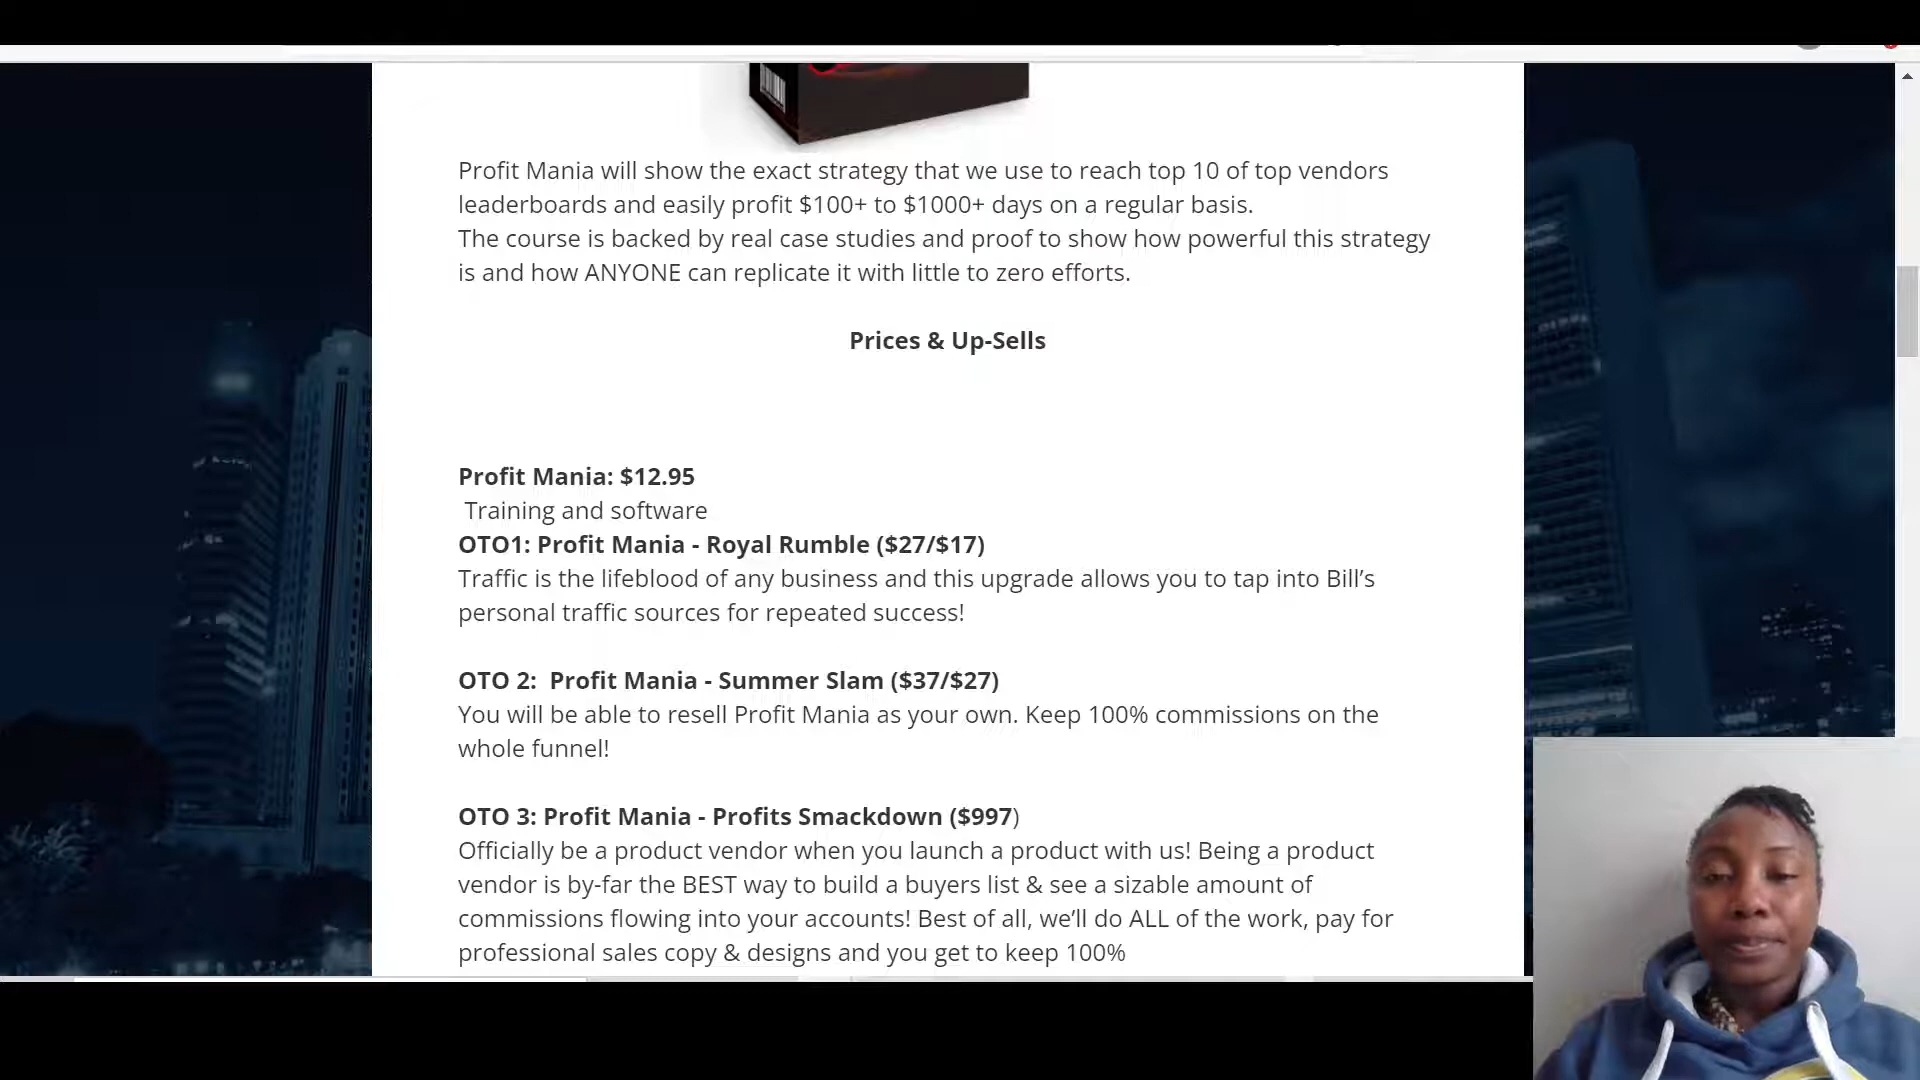 Profit Mania will show the exact strategy that we use to reach top 10 of top vendors
leaderboards and easily profit $100+ to $1000+ days on a regular basis.
The course is backed by real case studies and proof to show how powerful this strategy
is and how ANYONE can replicate it with little to zero efforts.
Prices & Up-Sells
Profit Mania: $12.95
Training and software
OTO1: Profit Mania - Royal Rumble ($27/$17)
Traffic is the lifeblood of any business and this upgrade allows you to tap into Bill’s
personal traffic sources for repeated success!
OTO 2:  Profit Mania - Summer Slam ($37/$27)
You will be able to resell Profit Mania as your own. Keep 100% commissions on the
whole funnel!
OTO 3: Profit Mania - Profits Smackdown ($997)
Officially be a product vendor when you launch a product with us! Being a product
vendor is by-far the BEST way to build a buyers list & see a sizable amount of
commissions flowing into your accounts! Best of all, we’ll do ALL of the work, pay for
professional sales copy & designs and you get to keep 100%